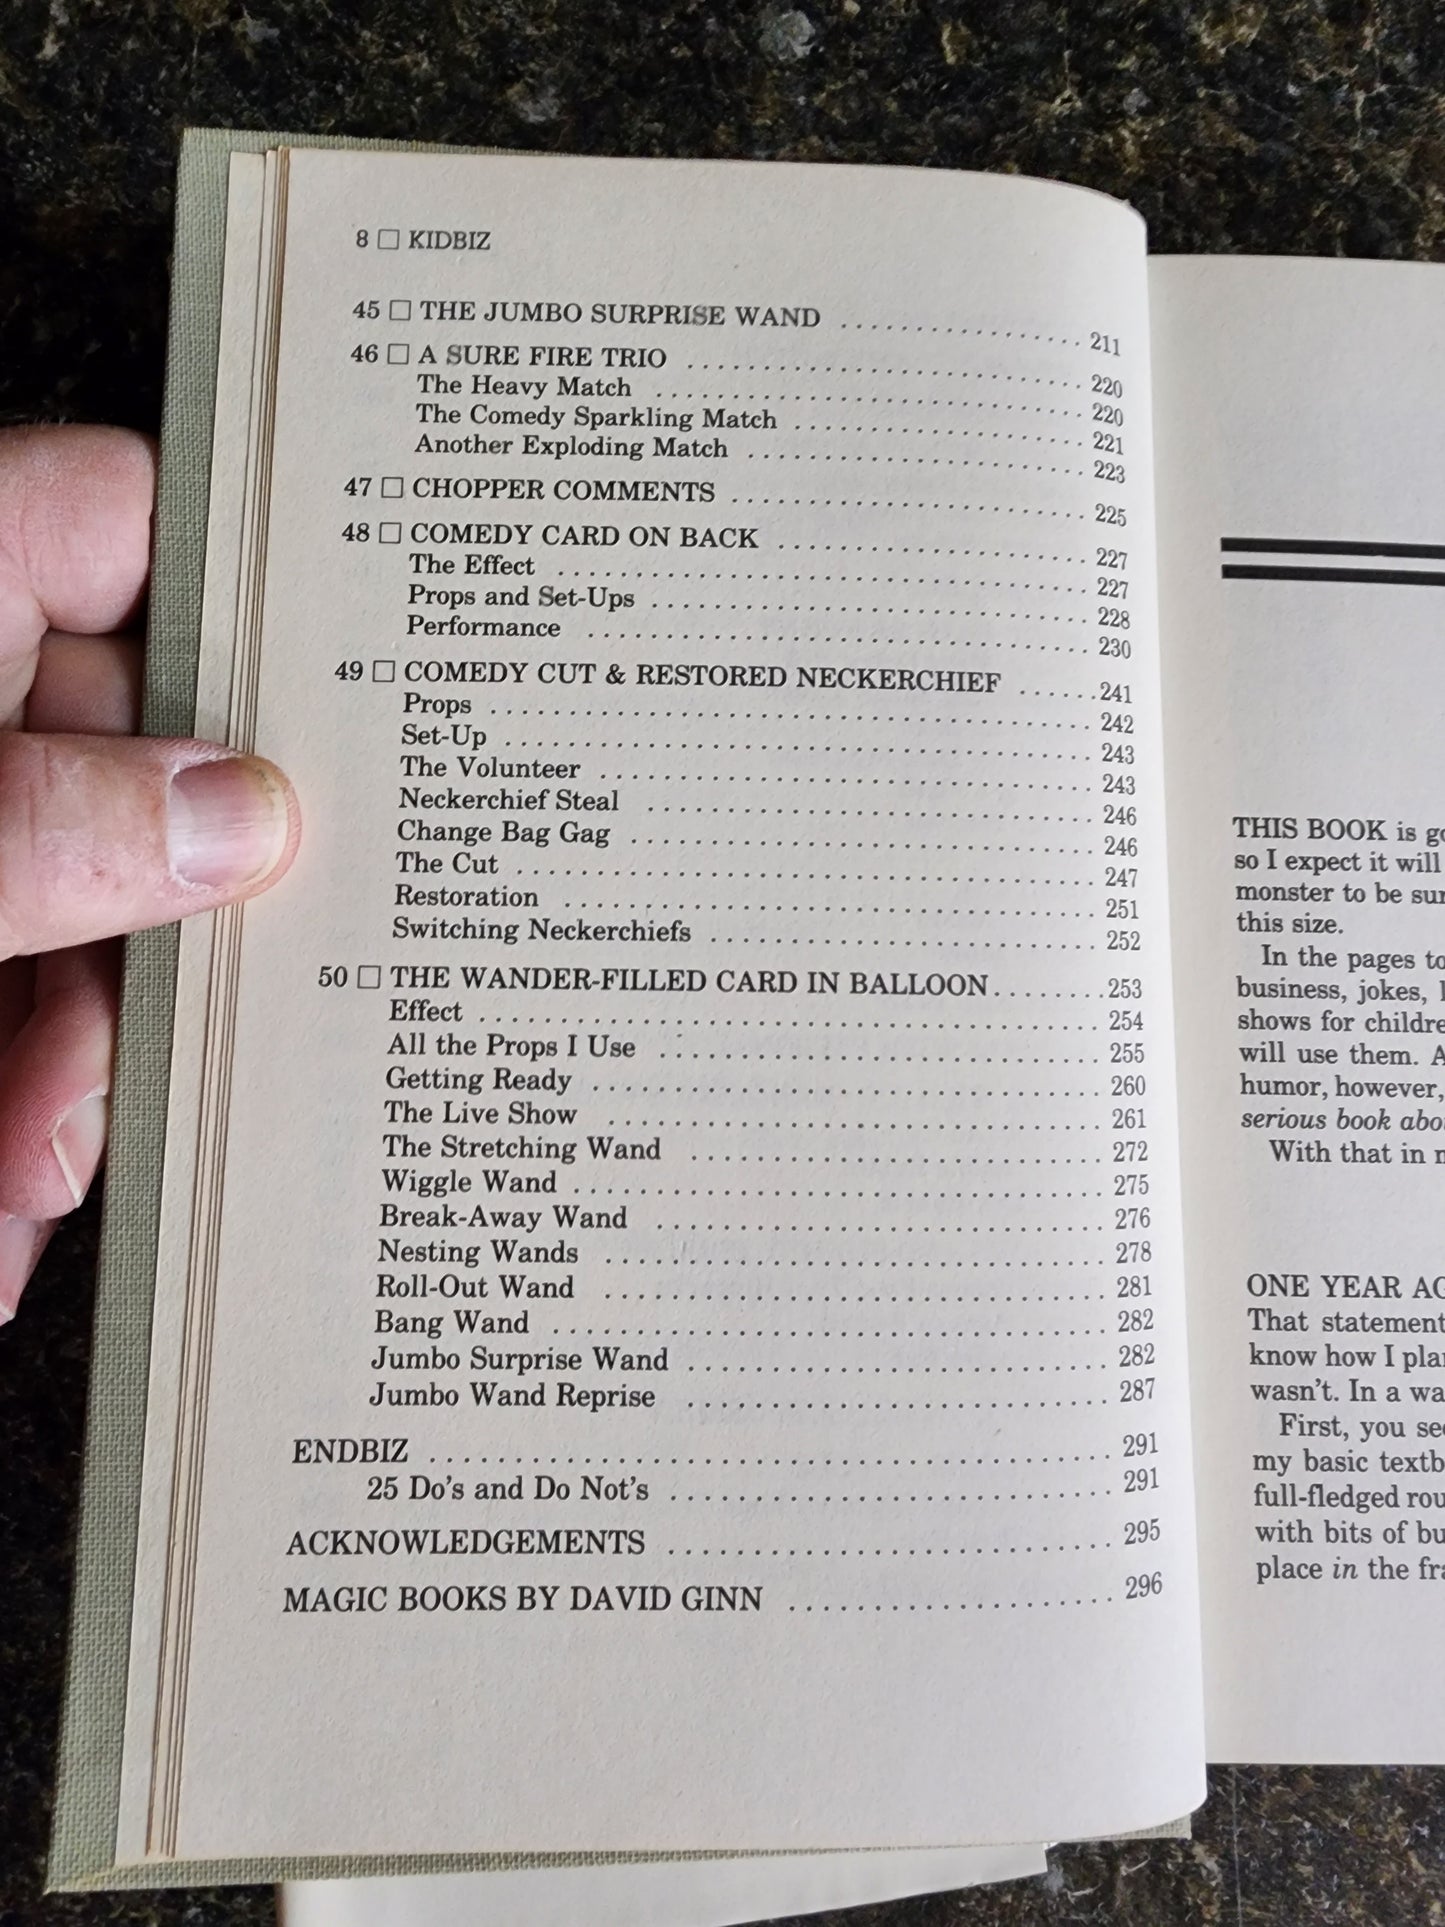 8 □ KIDBIZ
45 □ THE JUMBO SURPRISE WAND ................. 211
46 □ A SURE FIRE TRIO .......................... 220
The Heavy Match ............................ 220
The Comedy Sparkling Match ................... 221
Another Exploding Match ...................... 223
47 □ CHOPPER COMMENTS ....................... 225
48 □ COMEDY CARD ON BACK .................... 227
The Effect .................................. 227
Props and Set-Ups ............................ 228
Performance ................................ 230
49 □ COMEDY CUT & RESTORED NECKERCHIEF ...... 241
Props ...................................... 242
Set-Up ..................................... 243
The Volunteer ............................... 243
Neckerchief Steal ............................ 246
Change Bag Gag ............................. 246
The Cut .................................... 247
Restoration ................................. 251
Switching Neckerchiefs ........................ 252
50 □ THE WANDER-FILLED CARD IN BALLOON ........ 253
Effect ...................................... 254
All the Props I Use ........................... 255
Getting Ready ............................... 260
The Live Show .............................. 261
The Stretching Wand ......................... 272
Wiggle Wand ................................ 275
Break-Away Wand ........................... 276
Nesting Wands .............................. 278
Roll-Out Wand .............................. 281
Bang Wand ................................. 282
Jumbo Surprise Wand ........................ 282
Jumbo Wand Reprise ......................... 287
ENDBIZ ....................................... 291
25 Do's and Do Not's .......................... 291
ACKNOWLEDGEMENTS .......................... 295
MAGIC BOOKS BY DAVID GINN .................... 296
THIS BOOK is
so I expect it will
monster to be
this size.
In the pages
business, jokes,
shows for
will use them.
humor, however,
serious book
With that in
ONE YEAR
That statement
know how I
wasn't. In a
First, you
my basic
full-fledged
with bits of
place in the